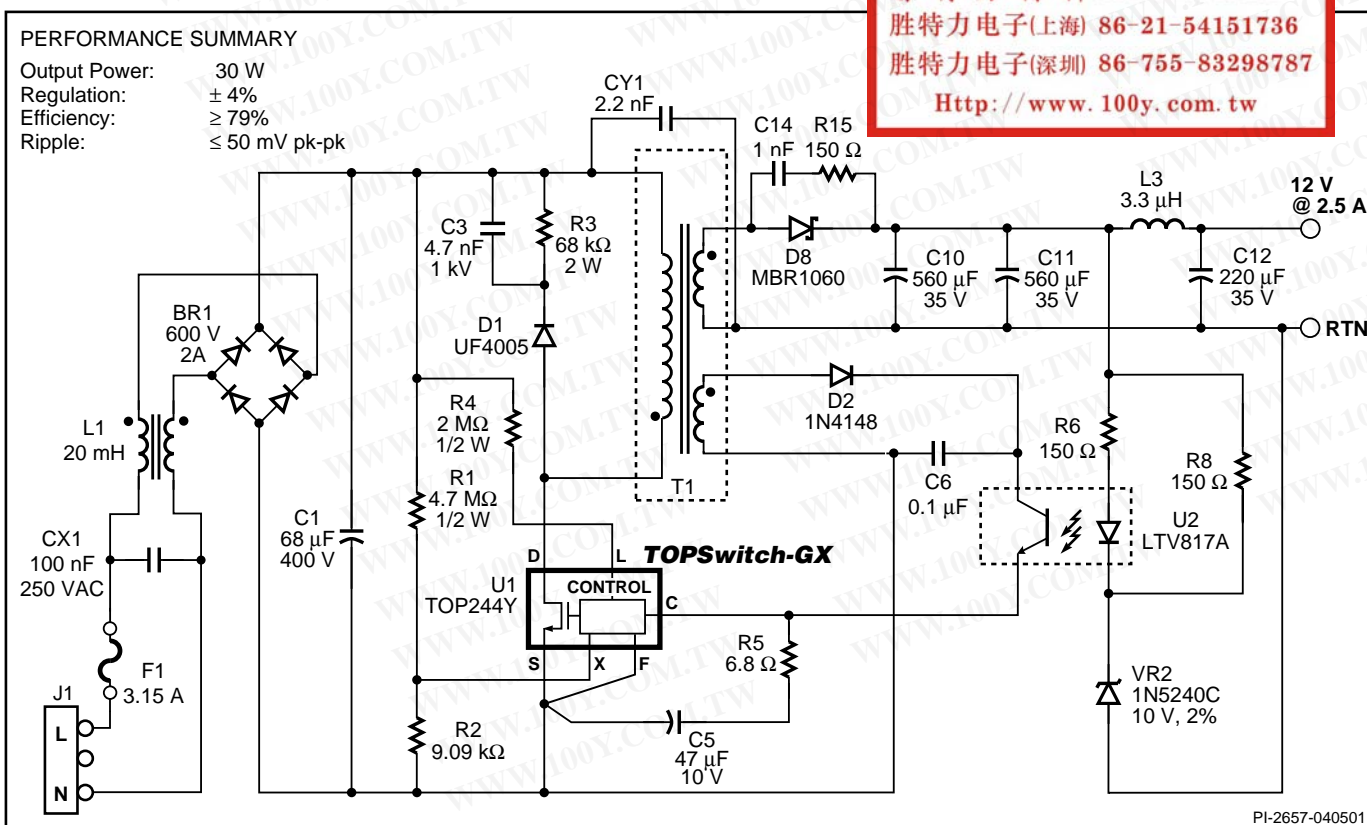 胜特力电子(上海) 86-21-54151736
胜特力电子(深圳) 86-755-83298787
Http://www.100y.com.tw
PERFORMANCE SUMMARY
Output Power: 30 W
Regulation: ± 4%
Efficiency: ≥ 79%
Ripple: ≤ 50 mV pk-pk
CY1
2.2 nF
C14
1 nF
R15
150 Ω
L3
3.3 µH
12 V
@ 2.5 A
C3
4.7 nF
1 kV
R3
68 kΩ
2 W
D8
MBR1060
C10
560 µF
35 V
C11
560 µF
35 V
C12
220 µF
35 V
RTN
BR1
600 V
2A
D1
UF4005
D2
1N4148
L1
20 mH
R4
2 MΩ
1/2 W
R6
150 Ω
R8
150 Ω
R1
4.7 MΩ
1/2 W
T1
C6
0.1 µF
C1
68 µF
400 V
U2
LTV817A
CX1
100 nF
250 VAC
D
L
TOPSwitch-GX
U1
TOP244Y
CONTROL
C
S
X
F
R5
6.8 Ω
F1
3.15 A
J1
L
N
VR2
1N5240C
10 V, 2%
R2
9.09 kΩ
C5
47 µF
10 V
PI-2657-040501
WWW.100Y.COM.TW